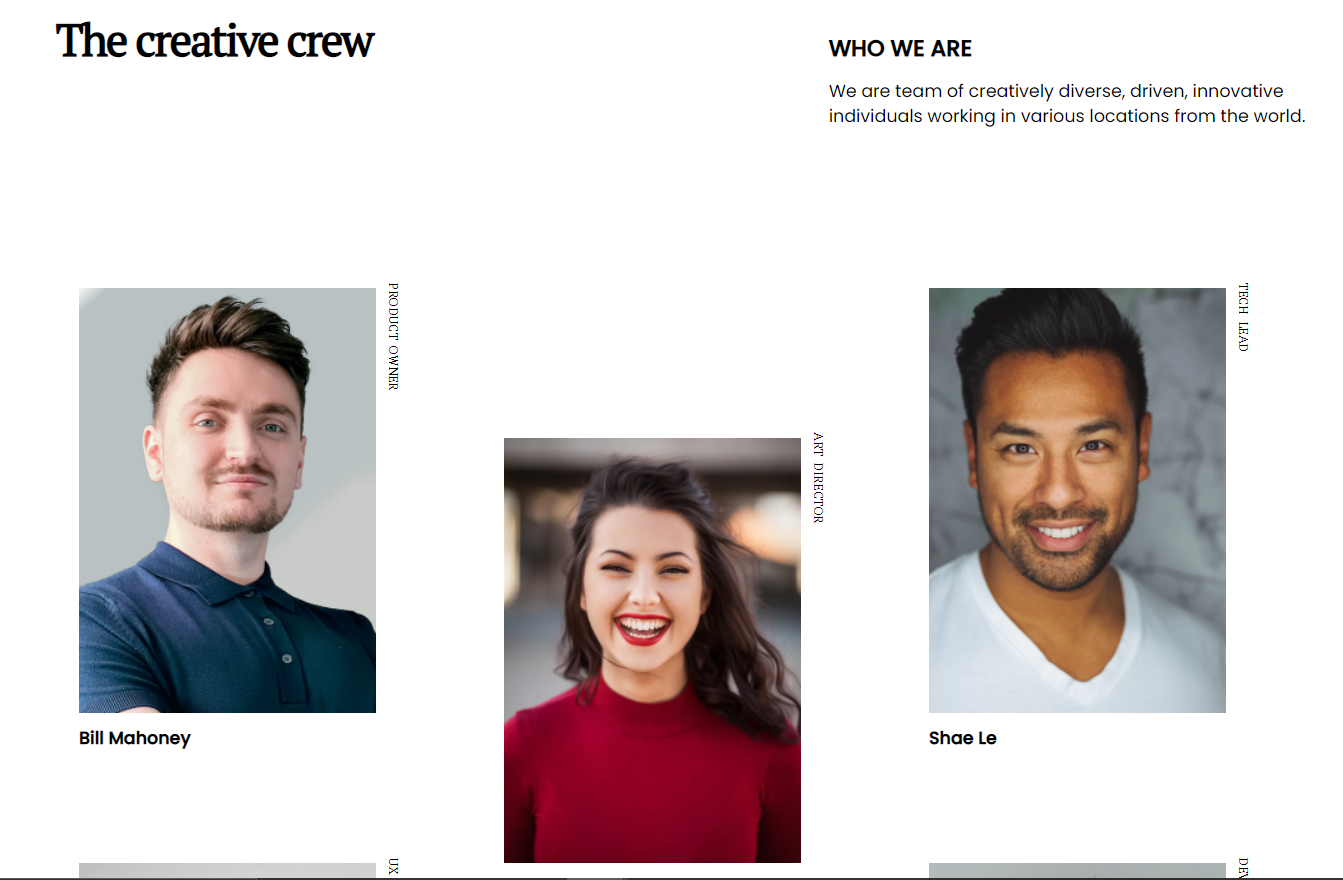 The creative crew
WHO WE ARE
We are team of creatively diverse, driven, innovative
individuals working in various locations from the world.
PRODUCT OWNER
Bill Mahoney
ART DIRECTOR
TECH LEAD
Shae Le
UX